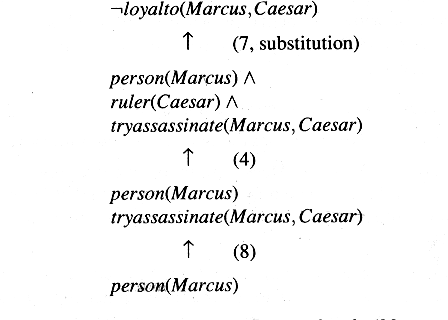 ¬loyalto(Marcus, Caesar)
↑ (7, substitution)
person(Marcus) ∧
ruler(Caesar) ∧
tryassassinate(Marcus, Caesar)
↑ (4)
person(Marcus)
tryassassinate(Marcus, Caesar)
↑ (8)
person(Marcus)